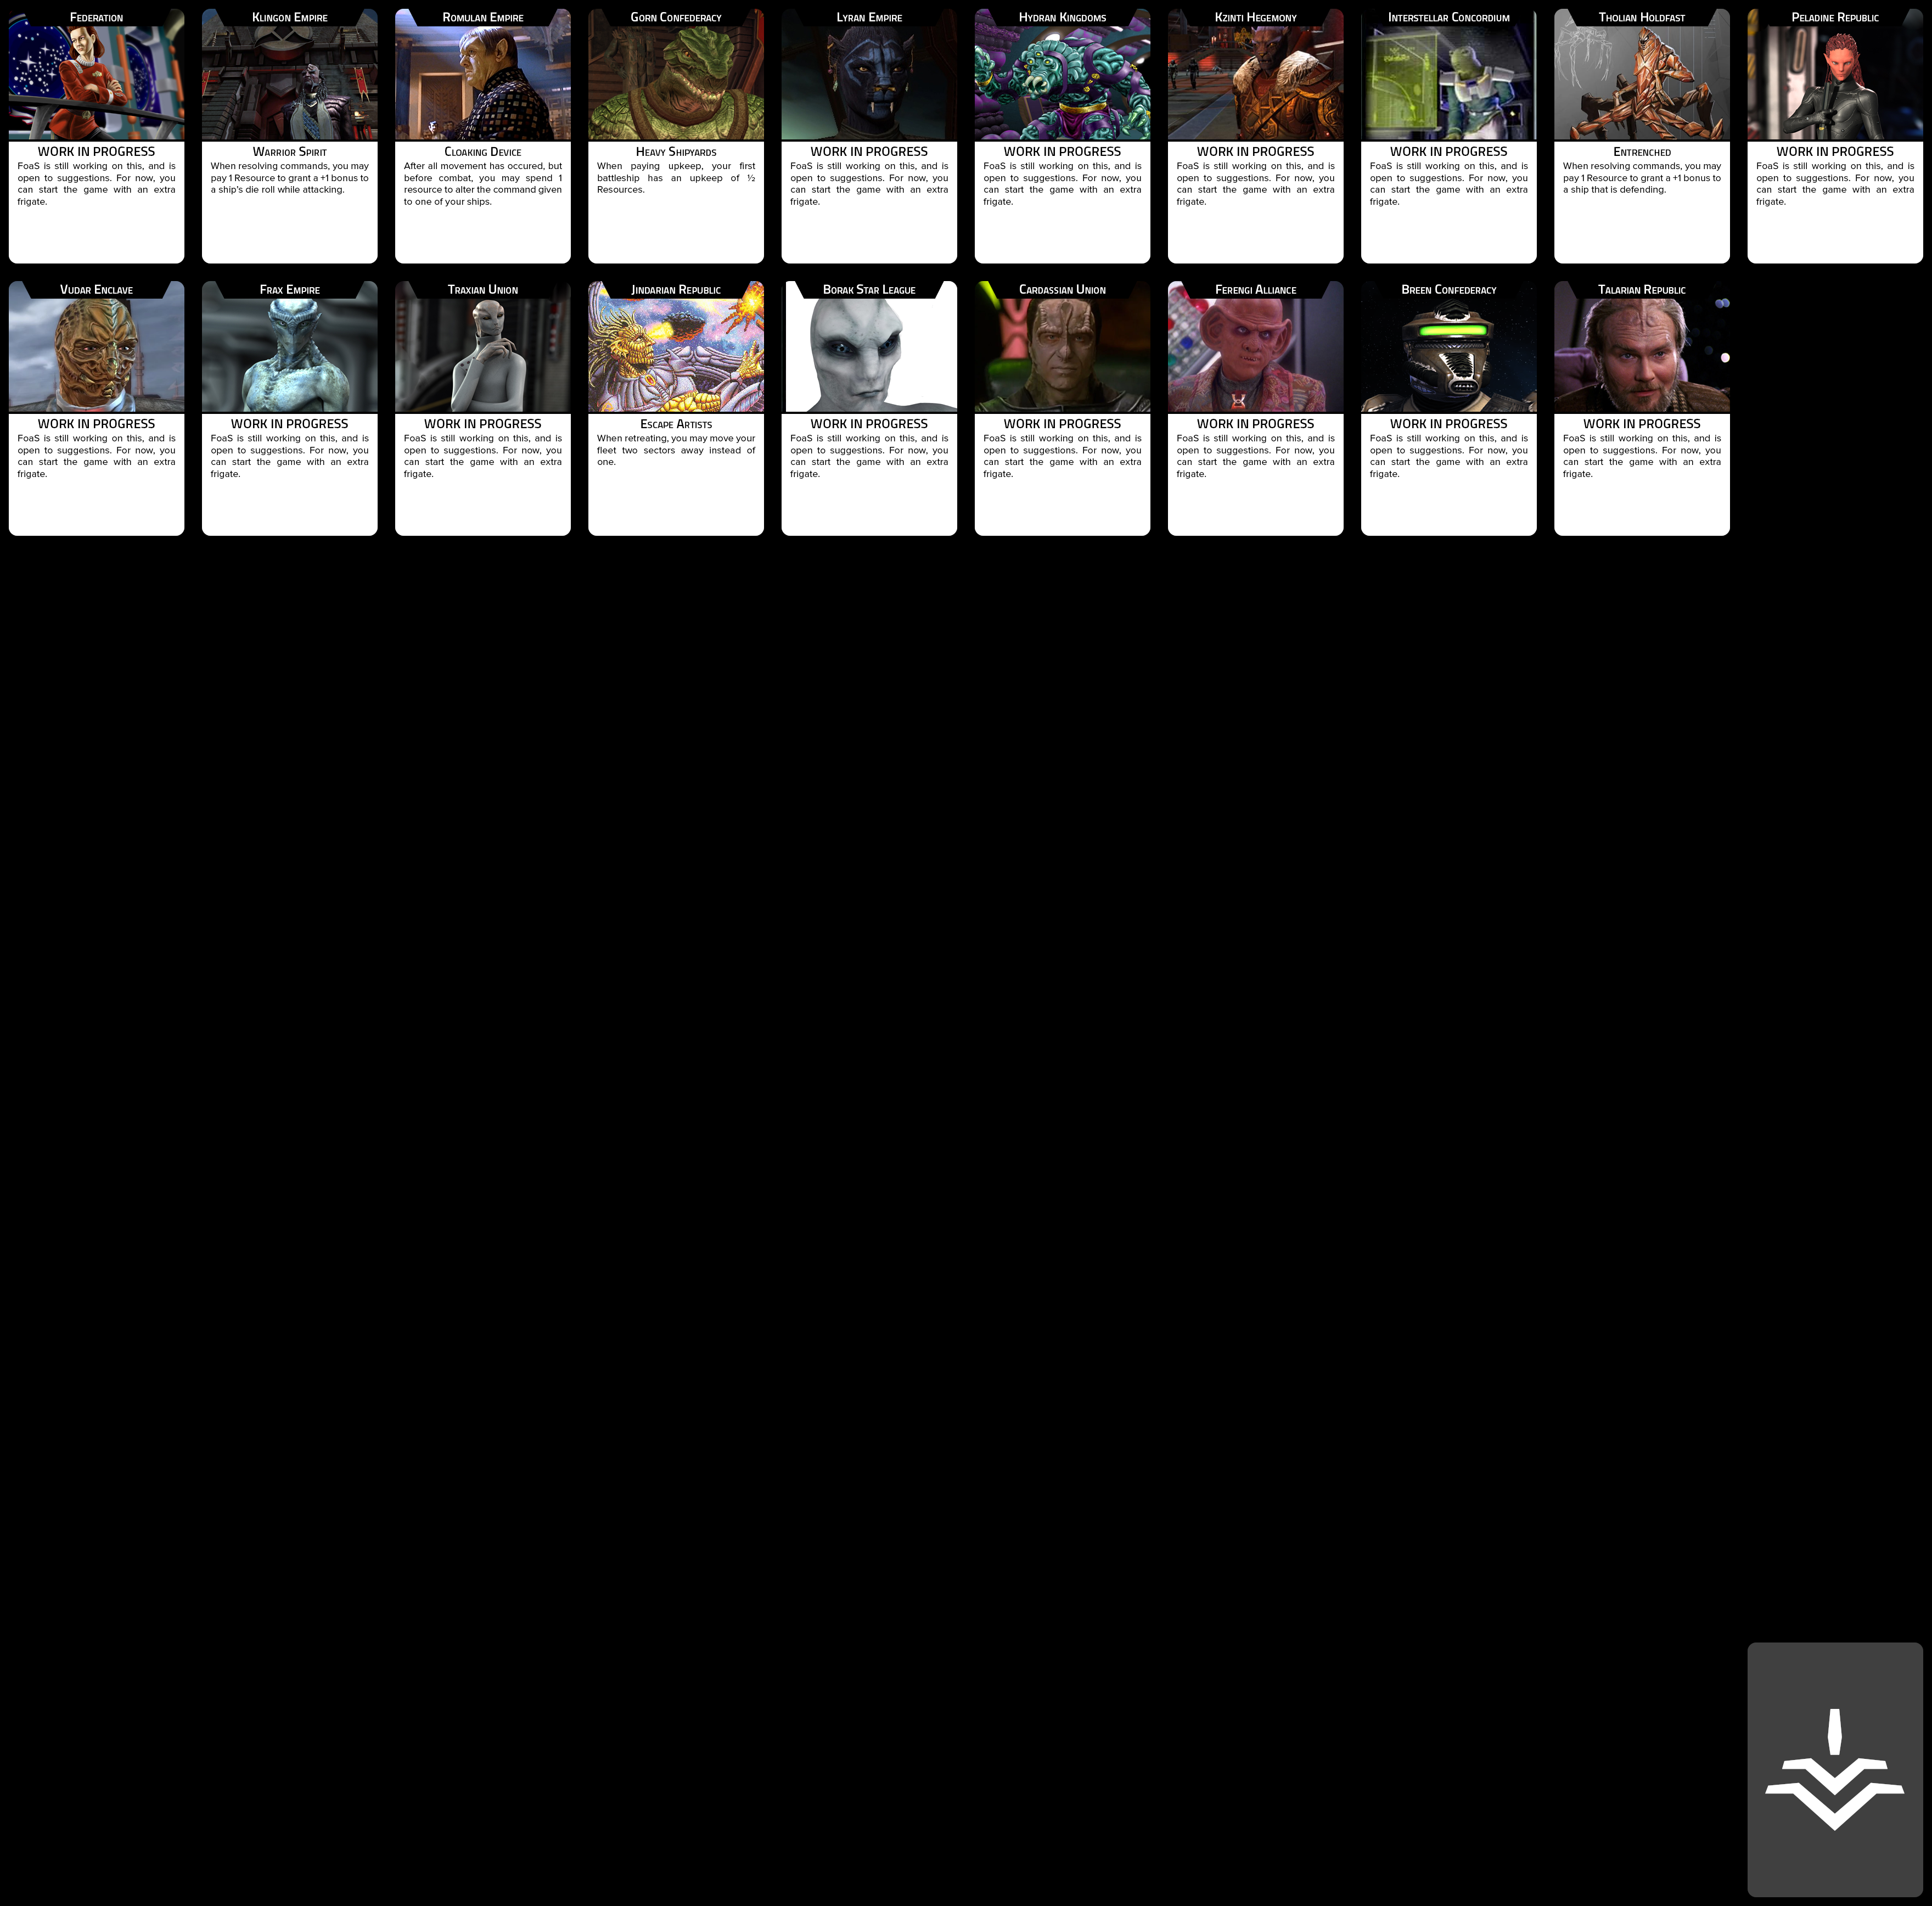 Federation
WORK IN PROGRESS
FoaS is still working on this, and is
open to suggestions. For now, you
can start the game with an extra
frigate.
Klingon Empire
Warrior Spirit
When resolving commands, you may
pay 1 Resource to grant a +1 bonus to
a ship's die roll while attacking.
Romulan Empire
Cloaking Device
After all movement has occured, but
before combat, you may spend 1
resource to alter the command given
to one of your ships.
Gorn Confederacy
Heavy Shipyards
When paying upkeep, your first
battleship has an upkeep of ½
Resources.
Lyran Empire
WORK IN PROGRESS
FoaS is still working on this, and is
open to suggestions. For now, you
can start the game with an extra
frigate.
Hydran Kingdoms
WORK IN PROGRESS
FoaS is still working on this, and is
open to suggestions. For now, you
can start the game with an extra
frigate.
Kzinti Hegemony
WORK IN PROGRESS
FoaS is still working on this, and is
open to suggestions. For now, you
can start the game with an extra
frigate.
Interstellar Concordium
WORK IN PROGRESS
FoaS is still working on this, and is
open to suggestions. For now, you
can start the game with an extra
frigate.
Tholian Holdfast
Entrenched
When resolving commands, you may
pay 1 Resource to grant a +1 bonus to
a ship that is defending.
Peladine Republic
WORK IN PROGRESS
FoaS is still working on this, and is
open to suggestions. For now, you
can start the game with an extra
frigate.
Vudar Enclave
WORK IN PROGRESS
FoaS is still working on this, and is
open to suggestions. For now, you
can start the game with an extra
frigate.
Frax Empire
WORK IN PROGRESS
FoaS is still working on this, and is
open to suggestions. For now, you
can start the game with an extra
frigate.
Traxian Union
WORK IN PROGRESS
FoaS is still working on this, and is
open to suggestions. For now, you
can start the game with an extra
frigate.
Jindarian Republic
Escape Artists
When retreating, you may move your
fleet two sectors away instead of
one.
Borak Star League
WORK IN PROGRESS
FoaS is still working on this, and is
open to suggestions. For now, you
can start the game with an extra
frigate.
Cardassian Union
WORK IN PROGRESS
FoaS is still working on this, and is
open to suggestions. For now, you
can start the game with an extra
frigate.
Ferengi Alliance
WORK IN PROGRESS
FoaS is still working on this, and is
open to suggestions. For now, you
can start the game with an extra
frigate.
Breen Confederacy
WORK IN PROGRESS
FoaS is still working on this, and is
open to suggestions. For now, you
can start the game with an extra
frigate.
Talarian Republic
WORK IN PROGRESS
FoaS is still working on this, and is
open to suggestions. For now, you
can start the game with an extra
frigate.